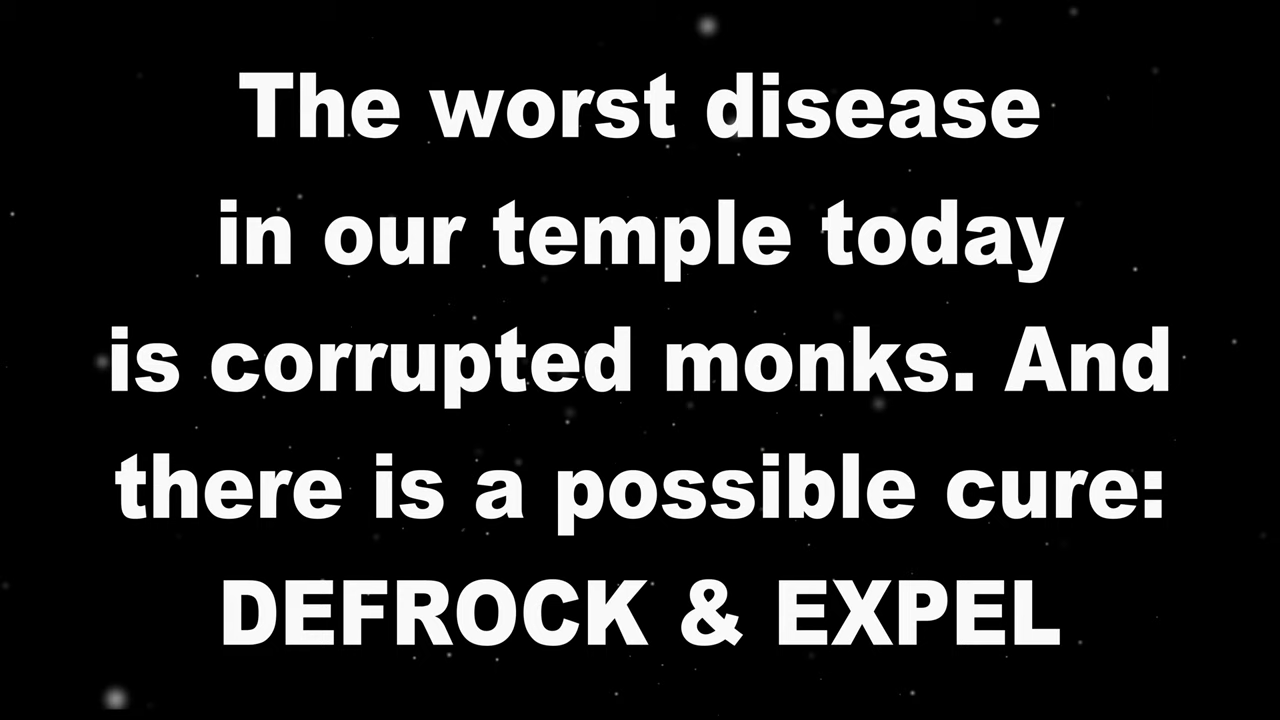 The worst disease
in our temple today
is corrupted monks. And
there is a possible cure:
DEFROCK & EXPEL